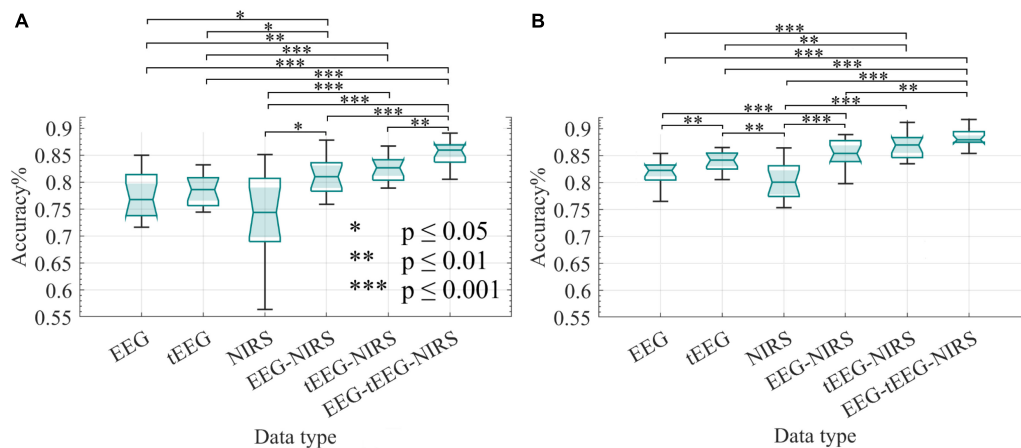 A
*
*
**
***
***
***
***
***
***
*
**
0.9
0.85
0.8
0.75
0.7
0.65
0.6
0.55
Accuracy%
* p ≤ 0.05
** p ≤ 0.01
*** p ≤ 0.001
EEG
tEEG
NIRS
EEG-NIRS
tEEG-NIRS
EEG-tEEG-NIRS
Data type
B
***
**
***
***
***
**
***
***
**
**
***
0.9
0.85
0.8
0.75
0.7
0.65
0.6
0.55
Accuracy%
EEG
tEEG
NIRS
EEG-NIRS
tEEG-NIRS
EEG-tEEG-NIRS
Data type